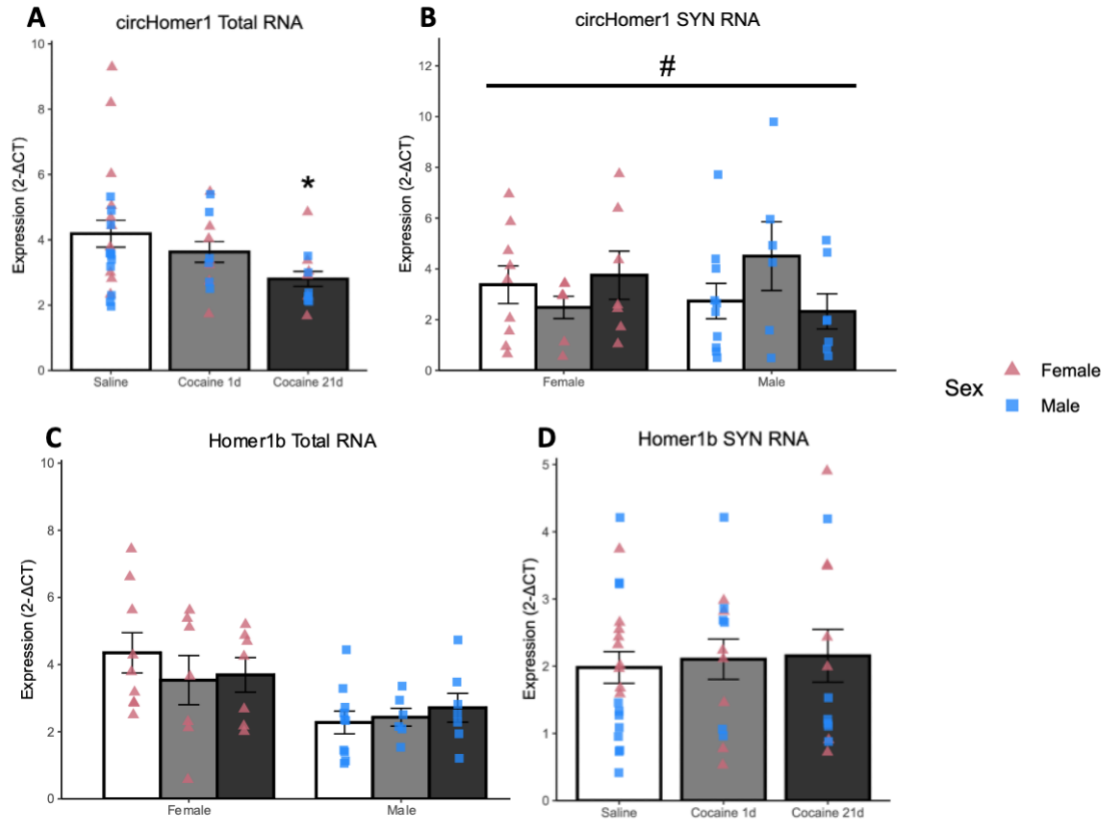 A
circHomer1 Total RNA
Expression (2-ΔCT)
10
8
6
4
2
0
*
Saline
Cocaine 1d
Cocaine 21d
B
circHomer1 SYN RNA
#
Expression (2-ΔCT)
12
10
8
6
4
2
0
Female
Male
Sex
Female
Male
C
Homer1b Total RNA
Expression (2-ΔCT)
10
8
6
4
2
0
Female
Male
D
Homer1b SYN RNA
Expression (2-ΔCT)
5
4
3
2
1
0
Saline
Cocaine 1d
Cocaine 21d